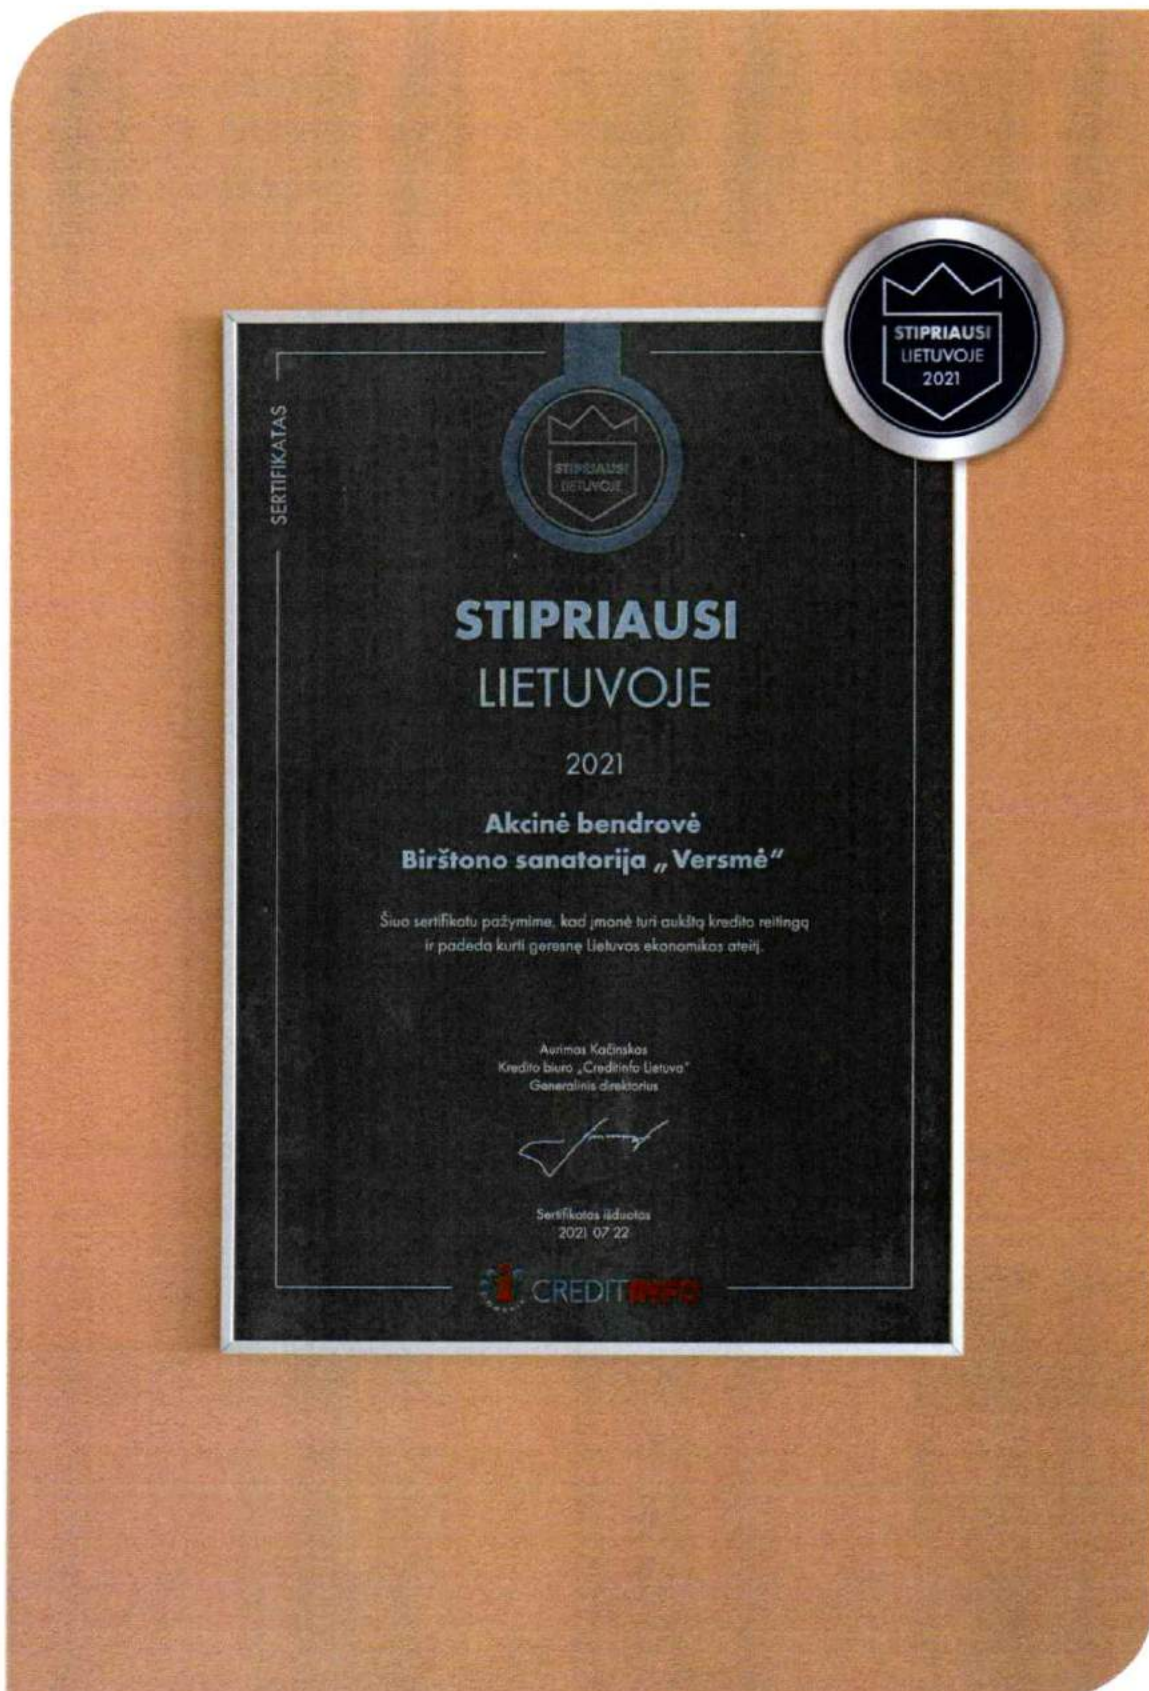 STIPRIAUSI
LIETUVOJE
2021
SERTIFIKATAS
STIPRIAUSI
LIETUVOJE
STIPRIAUSI
LIETUVOJE
2021
Akcinė bendrovė
Birštono sanatorija „Versmė“
Šiuo sertifikatu pažymime, kad įmonė turi aukštą kredito reitingą
ir padeda kurti geresnę Lietuvos ekonomikos ateitį.
Aurimas Kačinskas
Kredito biuro „Creditinfo Lietuva“
Generalinis direktorius
Sertifikatas išduotas
2021 07 22
CREDITINFO